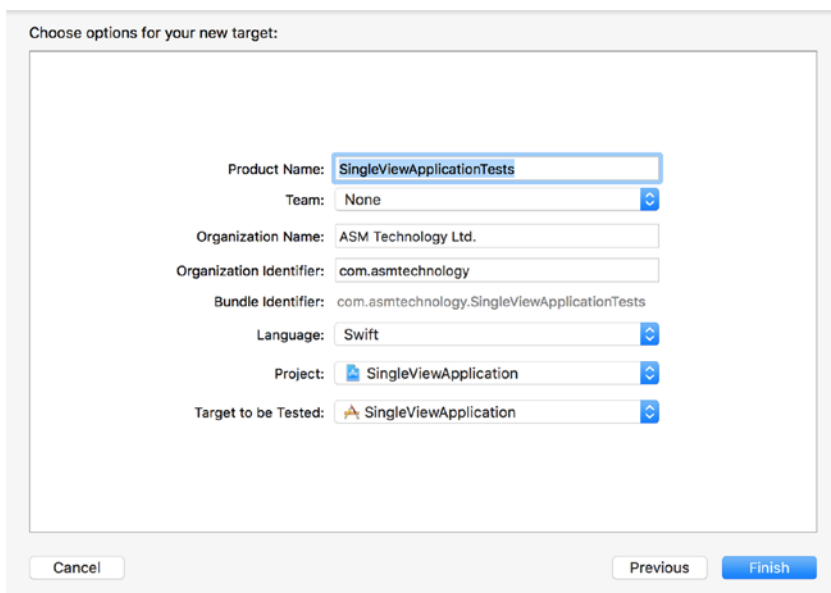 Choose options for your new target:
Product Name: SingleViewApplicationTests
Team: None
Organization Name: ASM Technology Ltd.
Organization Identifier: com.asmtechnology
Bundle Identifier: com.asmtechnology.SingleViewApplicationTests
Language: Swift
Project: SingleViewApplication
Target to be Tested: SingleViewApplication
Cancel Previous Finish